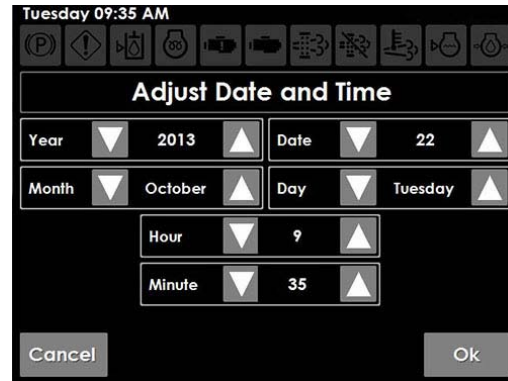 Tuesday 09:35 AM
Adjust Date and Time
Year 2013 Date 22
Month October Day Tuesday
Hour 9
Minute 35
Cancel Ok